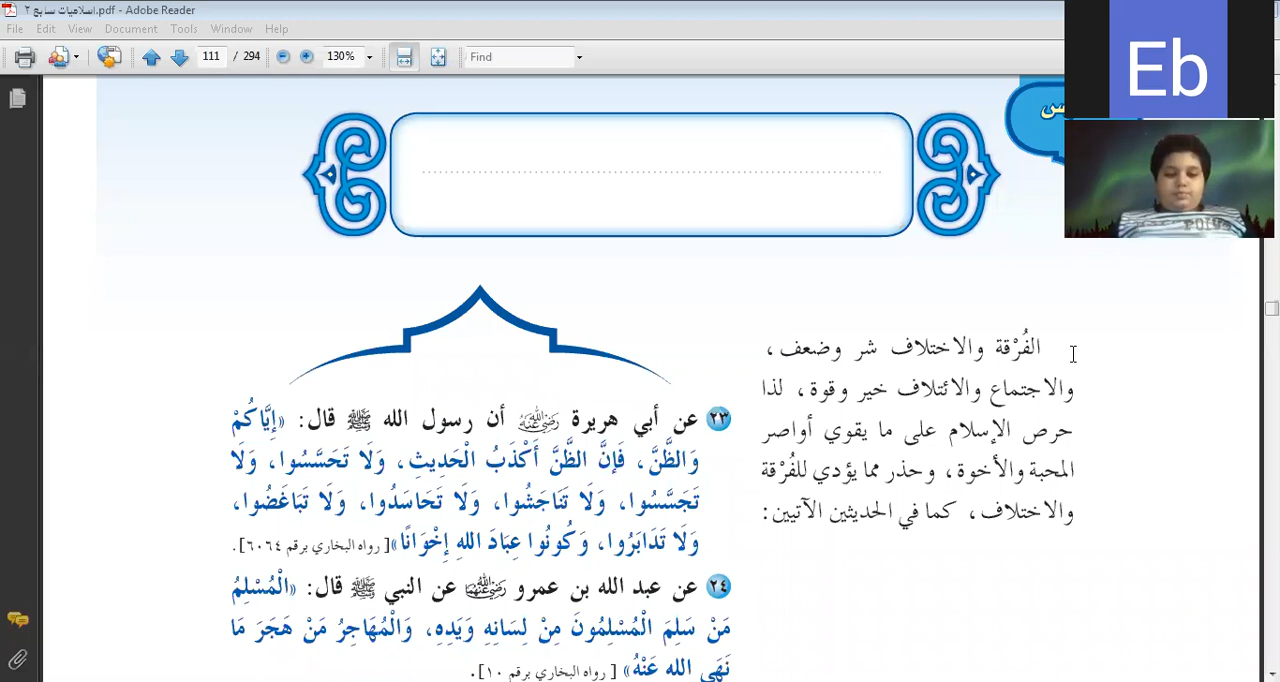 اسلاميات سابع ٢.pdf - Adobe Reader
File Edit View Document Tools Window Help
111 / 294 130% Find
Eb
الفُرْقة والاختلاف شر وضعف،
والاجتماع والائتلاف خير وقوة، لذا
حرص الإسلام على ما يقوي أواصر
المحبة والأخوة، وحذر مما يؤدي للفُرْقة
والاختلاف، كما في الحديثين الآتيين:
٢٣ عن أبي هريرة رضي الله عنه أن رسول الله ﷺ قال: «إِيَّاكُمْ
وَالظَّنَّ، فَإِنَّ الظَّنَّ أَكْذَبُ الْحَدِيثِ، وَلَا تَحَسَّسُوا، وَلَا
تَجَسَّسُوا، وَلَا تَنَاجَشُوا، وَلَا تَحَاسَدُوا، وَلَا تَبَاغَضُوا،
وَلَا تَدَابَرُوا، وَكُونُوا عِبَادَ اللهِ إِخْوَانًا» [رواه البخاري برقم ٦٠٦٤].
٢٤ عن عبد الله بن عمرو رضي الله عنهما عن النبي ﷺ قال: «الْمُسْلِمُ
مَنْ سَلِمَ الْمُسْلِمُونَ مِنْ لِسَانِهِ وَيَدِهِ، وَالْمُهَاجِرُ مَنْ هَجَرَ مَا
نَهَى الله عَنْهُ» [رواه البخاري برقم ١٠].